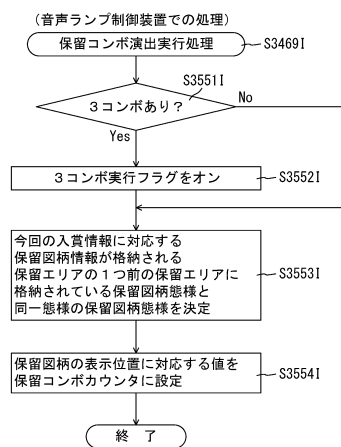 (音声ランプ制御装置での処理)
保留コンボ演出実行処理
S3469I
S3551I
3コンボあり?
No
Yes
3コンボ実行フラグをオン
S3552I
今回の入賞情報に対応する
保留図柄情報が格納される
保留エリアの1つ前の保留エリアに
格納されている保留図柄態様と
同一態様の保留図柄態様を決定
S3553I
保留図柄の表示位置に対応する値を
保留コンボカウンタに設定
S3554I
終 了